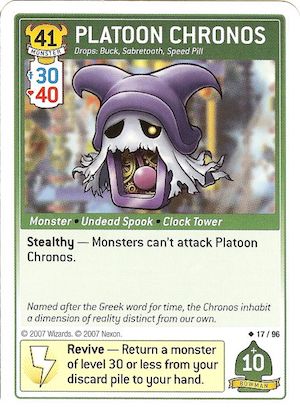 41
MONSTER
PLATOON CHRONOS
Drops: Buck, Sabretooth, Speed Pill
30
40
Monster ▪ Undead Spook ▪ Clock Tower
Stealthy — Monsters can't attack Platoon
Chronos.
Named after the Greek word for time, the Chronos inhabit
a dimension of reality distinct from our own.
© 2007 Wizards. © 2007 Nexon.
◆ 17 / 96
Revive — Return a monster
of level 30 or less from your
discard pile to your hand.
10
BOWMAN